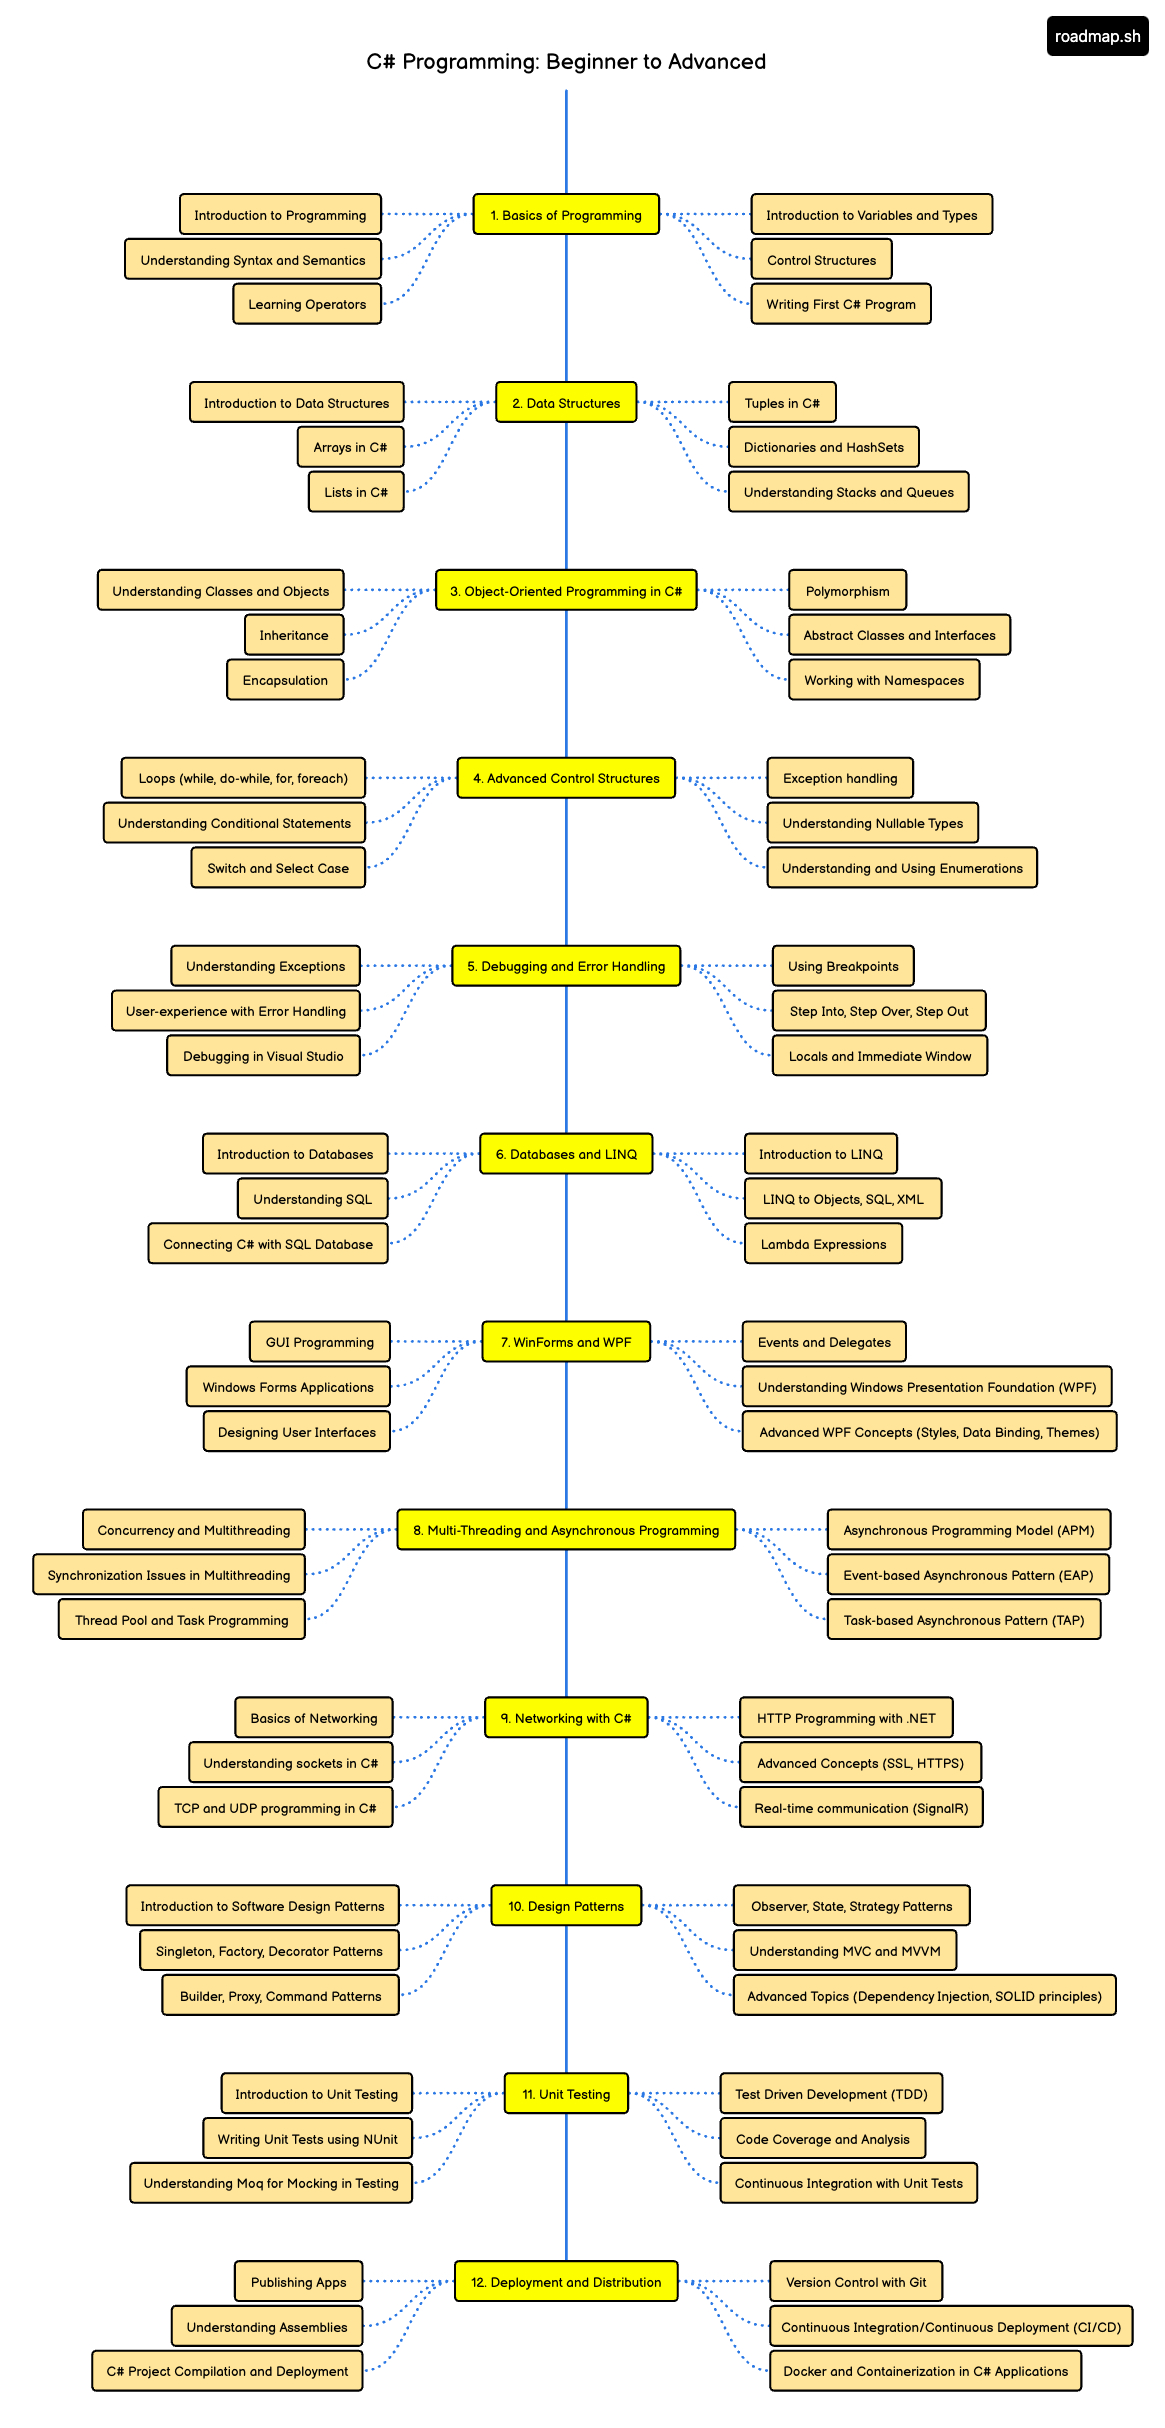 roadmap.sh
C# Programming: Beginner to Advanced
1. Basics of Programming
Introduction to Programming
Understanding Syntax and Semantics
Learning Operators
Introduction to Variables and Types
Control Structures
Writing First C# Program
2. Data Structures
Introduction to Data Structures
Arrays in C#
Lists in C#
Tuples in C#
Dictionaries and HashSets
Understanding Stacks and Queues
3. Object-Oriented Programming in C#
Understanding Classes and Objects
Inheritance
Encapsulation
Polymorphism
Abstract Classes and Interfaces
Working with Namespaces
4. Advanced Control Structures
Loops (while, do-while, for, foreach)
Understanding Conditional Statements
Switch and Select Case
Exception handling
Understanding Nullable Types
Understanding and Using Enumerations
5. Debugging and Error Handling
Understanding Exceptions
User-experience with Error Handling
Debugging in Visual Studio
Using Breakpoints
Step Into, Step Over, Step Out
Locals and Immediate Window
6. Databases and LINQ
Introduction to Databases
Understanding SQL
Connecting C# with SQL Database
Introduction to LINQ
LINQ to Objects, SQL, XML
Lambda Expressions
7. WinForms and WPF
GUI Programming
Windows Forms Applications
Designing User Interfaces
Events and Delegates
Understanding Windows Presentation Foundation (WPF)
Advanced WPF Concepts (Styles, Data Binding, Themes)
8. Multi-Threading and Asynchronous Programming
Concurrency and Multithreading
Synchronization Issues in Multithreading
Thread Pool and Task Programming
Asynchronous Programming Model (APM)
Event-based Asynchronous Pattern (EAP)
Task-based Asynchronous Pattern (TAP)
9. Networking with C#
Basics of Networking
Understanding sockets in C#
TCP and UDP programming in C#
HTTP Programming with .NET
Advanced Concepts (SSL, HTTPS)
Real-time communication (SignalR)
10. Design Patterns
Introduction to Software Design Patterns
Singleton, Factory, Decorator Patterns
Builder, Proxy, Command Patterns
Observer, State, Strategy Patterns
Understanding MVC and MVVM
Advanced Topics (Dependency Injection, SOLID principles)
11. Unit Testing
Introduction to Unit Testing
Writing Unit Tests using NUnit
Understanding Moq for Mocking in Testing
Test Driven Development (TDD)
Code Coverage and Analysis
Continuous Integration with Unit Tests
12. Deployment and Distribution
Publishing Apps
Understanding Assemblies
C# Project Compilation and Deployment
Version Control with Git
Continuous Integration/Continuous Deployment (CI/CD)
Docker and Containerization in C# Applications